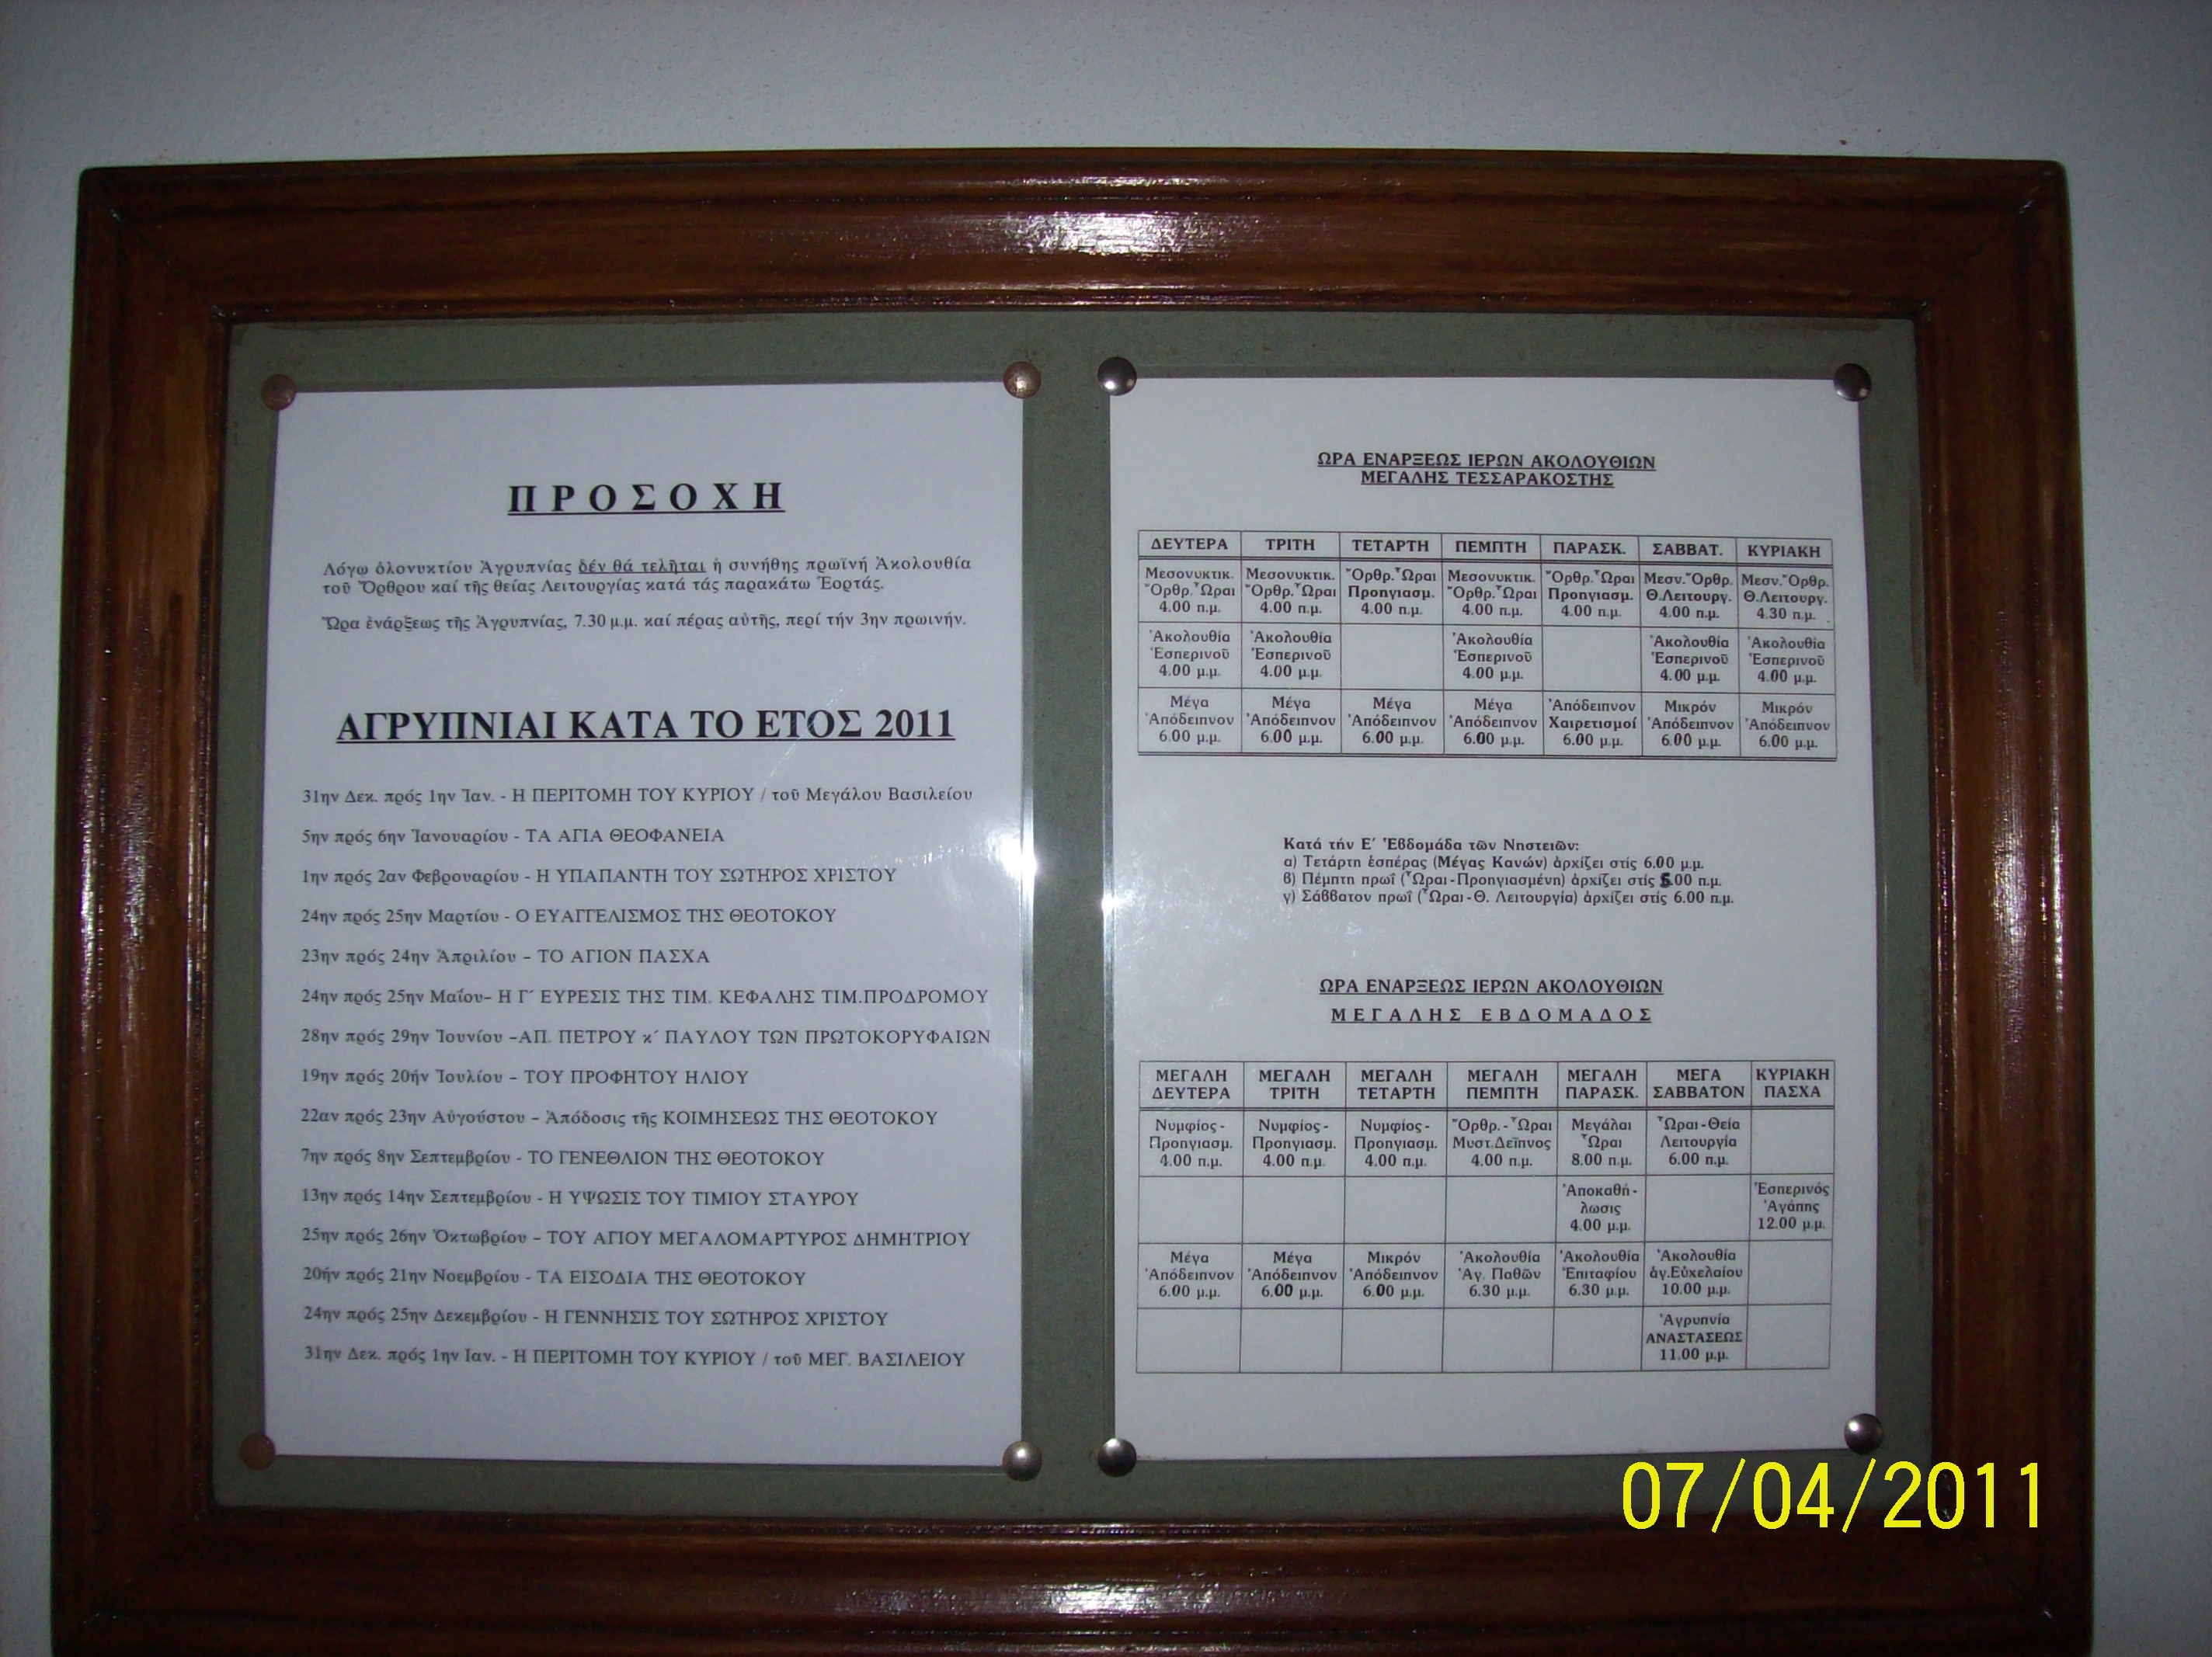 Π Ρ Ο Σ Ο Χ Η
Λόγω ὁλονυκτίου Ἀγρυπνίας δέν θά τελῆται ἡ συνήθης πρωϊνή Ἀκολουθία
τοῦ Ὄρθρου καί τῆς θείας Λειτουργίας κατά τάς παρακάτω Ἑορτάς.
Ὥρα ἐνάρξεως τῆς Ἀγρυπνίας, 7.30 μ.μ. καί πέρας αὐτῆς, περί τήν 3ην πρωινήν.
ΑΓΡΥΠΝΙΑΙ ΚΑΤΑ ΤΟ ΕΤΟΣ 2011
31ην Δεκ. πρός 1ην Ἰαν. - Η ΠΕΡΙΤΟΜΗ ΤΟΥ ΚΥΡΙΟΥ / τοῦ Μεγάλου Βασιλείου
5ην πρός 6ην Ἰανουαρίου - ΤΑ ΑΓΙΑ ΘΕΟΦΑΝΕΙΑ
1ην πρός 2αν Φεβρουαρίου - Η ΥΠΑΠΑΝΤΗ ΤΟΥ ΣΩΤΗΡΟΣ ΧΡΙΣΤΟΥ
24ην πρός 25ην Μαρτίου - Ο ΕΥΑΓΓΕΛΙΣΜΟΣ ΤΗΣ ΘΕΟΤΟΚΟΥ
23ην πρός 24ην Ἀπριλίου – ΤΟ ΑΓΙΟΝ ΠΑΣΧΑ
24ην πρός 25ην Μαΐου– Η Γ΄ ΕΥΡΕΣΙΣ ΤΗΣ ΤΙΜ. ΚΕΦΑΛΗΣ ΤΙΜ.ΠΡΟΔΡΟΜΟΥ
28ην πρός 29ην Ἰουνίου –ΑΠ. ΠΕΤΡΟΥ κ΄ ΠΑΥΛΟΥ ΤΩΝ ΠΡΩΤΟΚΟΡΥΦΑΙΩΝ
19ην πρός 20ήν Ἰουλίου – ΤΟΥ ΠΡΟΦΗΤΟΥ ΗΛΙΟΥ
22αν πρός 23ην Αὐγούστου – Ἀπόδοσις τῆς ΚΟΙΜΗΣΕΩΣ ΤΗΣ ΘΕΟΤΟΚΟΥ
7ην πρός 8ην Σεπτεμβρίου - ΤΟ ΓΕΝΕΘΛΙΟΝ ΤΗΣ ΘΕΟΤΟΚΟΥ
13ην πρός 14ην Σεπτεμβρίου - Η ΥΨΩΣΙΣ ΤΟΥ ΤΙΜΙΟΥ ΣΤΑΥΡΟΥ
25ην πρός 26ην Ὀκτωβρίου – ΤΟΥ ΑΓΙΟΥ ΜΕΓΑΛΟΜΑΡΤΥΡΟΣ ΔΗΜΗΤΡΙΟΥ
20ήν πρός 21ην Νοεμβρίου - ΤΑ ΕΙΣΟΔΙΑ ΤΗΣ ΘΕΟΤΟΚΟΥ
24ην πρός 25ην Δεκεμβρίου - Η ΓΕΝΝΗΣΙΣ ΤΟΥ ΣΩΤΗΡΟΣ ΧΡΙΣΤΟΥ
31ην Δεκ. πρός 1ην Ιαν. - Η ΠΕΡΙΤΟΜΗ ΤΟΥ ΚΥΡΙΟΥ / τοῦ ΜΕΓ. ΒΑΣΙΛΕΙΟΥ
ΩΡΑ ΕΝΑΡΞΕΩΣ ΙΕΡΩΝ ΑΚΟΛΟΥΘΙΩΝ
ΜΕΓΑΛΗΣ ΤΕΣΣΑΡΑΚΟΣΤΗΣ
ΔΕΥΤΕΡΑ ΤΡΙΤΗ ΤΕΤΑΡΤΗ ΠΕΜΠΤΗ ΠΑΡΑΣΚ. ΣΑΒΒΑΤ. ΚΥΡΙΑΚΗ
Μεσονυκτικ. Μεσονυκτικ. Ὄρθρ.Ὧραι Μεσονυκτικ. Ὄρθρ.Ὧραι Μεσν.Ὄρθρ. Μεσν.Ὄρθρ.
Ὄρθρ.Ὧραι Ὄρθρ.Ὧραι Προηγιασμ. Ὄρθρ.Ὧραι Προηγιασμ. Θ.Λειτουργ. Θ.Λειτουργ.
4.00 π.μ. 4.00 π.μ. 4.00 π.μ. 4.00 π.μ. 4.00 π.μ. 4.00 π.μ. 4.30 π.μ.
Ἀκολουθία Ἀκολουθία Ἀκολουθία Ἀκολουθία Ἀκολουθία
Ἑσπερινοῦ Ἑσπερινοῦ Ἑσπερινοῦ Ἑσπερινοῦ Ἑσπερινοῦ
4.00 μ.μ. 4.00 μ.μ. 4.00 μ.μ. 4.00 μ.μ. 4.00 μ.μ.
Μέγα Μέγα Μέγα Μέγα Ἀπόδειπνον Μικρόν Μικρόν
Ἀπόδειπνον Ἀπόδειπνον Ἀπόδειπνον Ἀπόδειπνον Χαιρετισμοί Ἀπόδειπνον Ἀπόδειπνον
6.00 μ.μ. 6.00 μ.μ. 6.00 μ.μ. 6.00 μ.μ. 6.00 μ.μ. 6.00 μ.μ. 6.00 μ.μ.
Κατά τήν Ε΄ Ἑβδομάδα τῶν Νηστειῶν:
α) Τετάρτη ἑσπέρας (Μέγας Κανών) ἀρχίζει στίς 6.00 μ.μ.
β) Πέμπτη πρωΐ (Ὧραι-Προηγιασμένη) ἀρχίζει στίς 5.00 π.μ.
γ) Σάββατον πρωΐ (Ὧραι-Θ. Λειτουργία) ἀρχίζει στίς 6.00 π.μ.
ΩΡΑ ΕΝΑΡΞΕΩΣ ΙΕΡΩΝ ΑΚΟΛΟΥΘΙΩΝ
ΜΕΓΑΛΗΣ ΕΒΔΟΜΑΔΟΣ
ΜΕΓΑΛΗ ΜΕΓΑΛΗ ΜΕΓΑΛΗ ΜΕΓΑΛΗ ΜΕΓΑΛΗ ΜΕΓΑ ΚΥΡΙΑΚΗ
ΔΕΥΤΕΡΑ ΤΡΙΤΗ ΤΕΤΑΡΤΗ ΠΕΜΠΤΗ ΠΑΡΑΣΚ. ΣΑΒΒΑΤΟΝ ΠΑΣΧΑ
Νυμφίος- Νυμφίος- Νυμφίος- Ὄρθρ.-Ὧραι Μεγάλαι Ὧραι-Θεία
Προηγιασμ. Προηγιασμ. Προηγιασμ. Μυστ.Δεῖπνος Ὧραι Λειτουργία
4.00 π.μ. 4.00 π.μ. 4.00 π.μ. 4.00 π.μ. 8.00 π.μ. 6.00 π.μ.
Ἀποκαθή- Ἑσπερινός
λωσις Ἀγάπης
4.00 μ.μ. 12.00 μ.μ.
Μέγα Μέγα Μικρόν Ἀκολουθία Ἀκολουθία Ἀκολουθία
Ἀπόδειπνον Ἀπόδειπνον Ἀπόδειπνον Ἁγ. Παθῶν Ἐπιταφίου ἁγ.Εὐχελαίου
6.00 μ.μ. 6.00 μ.μ. 6.00 μ.μ. 6.30 μ.μ. 6.30 μ.μ. 10.00 μ.μ.
Ἀγρυπνία
ΑΝΑΣΤΑΣΕΩΣ
11.00 μ.μ.
07/04/2011